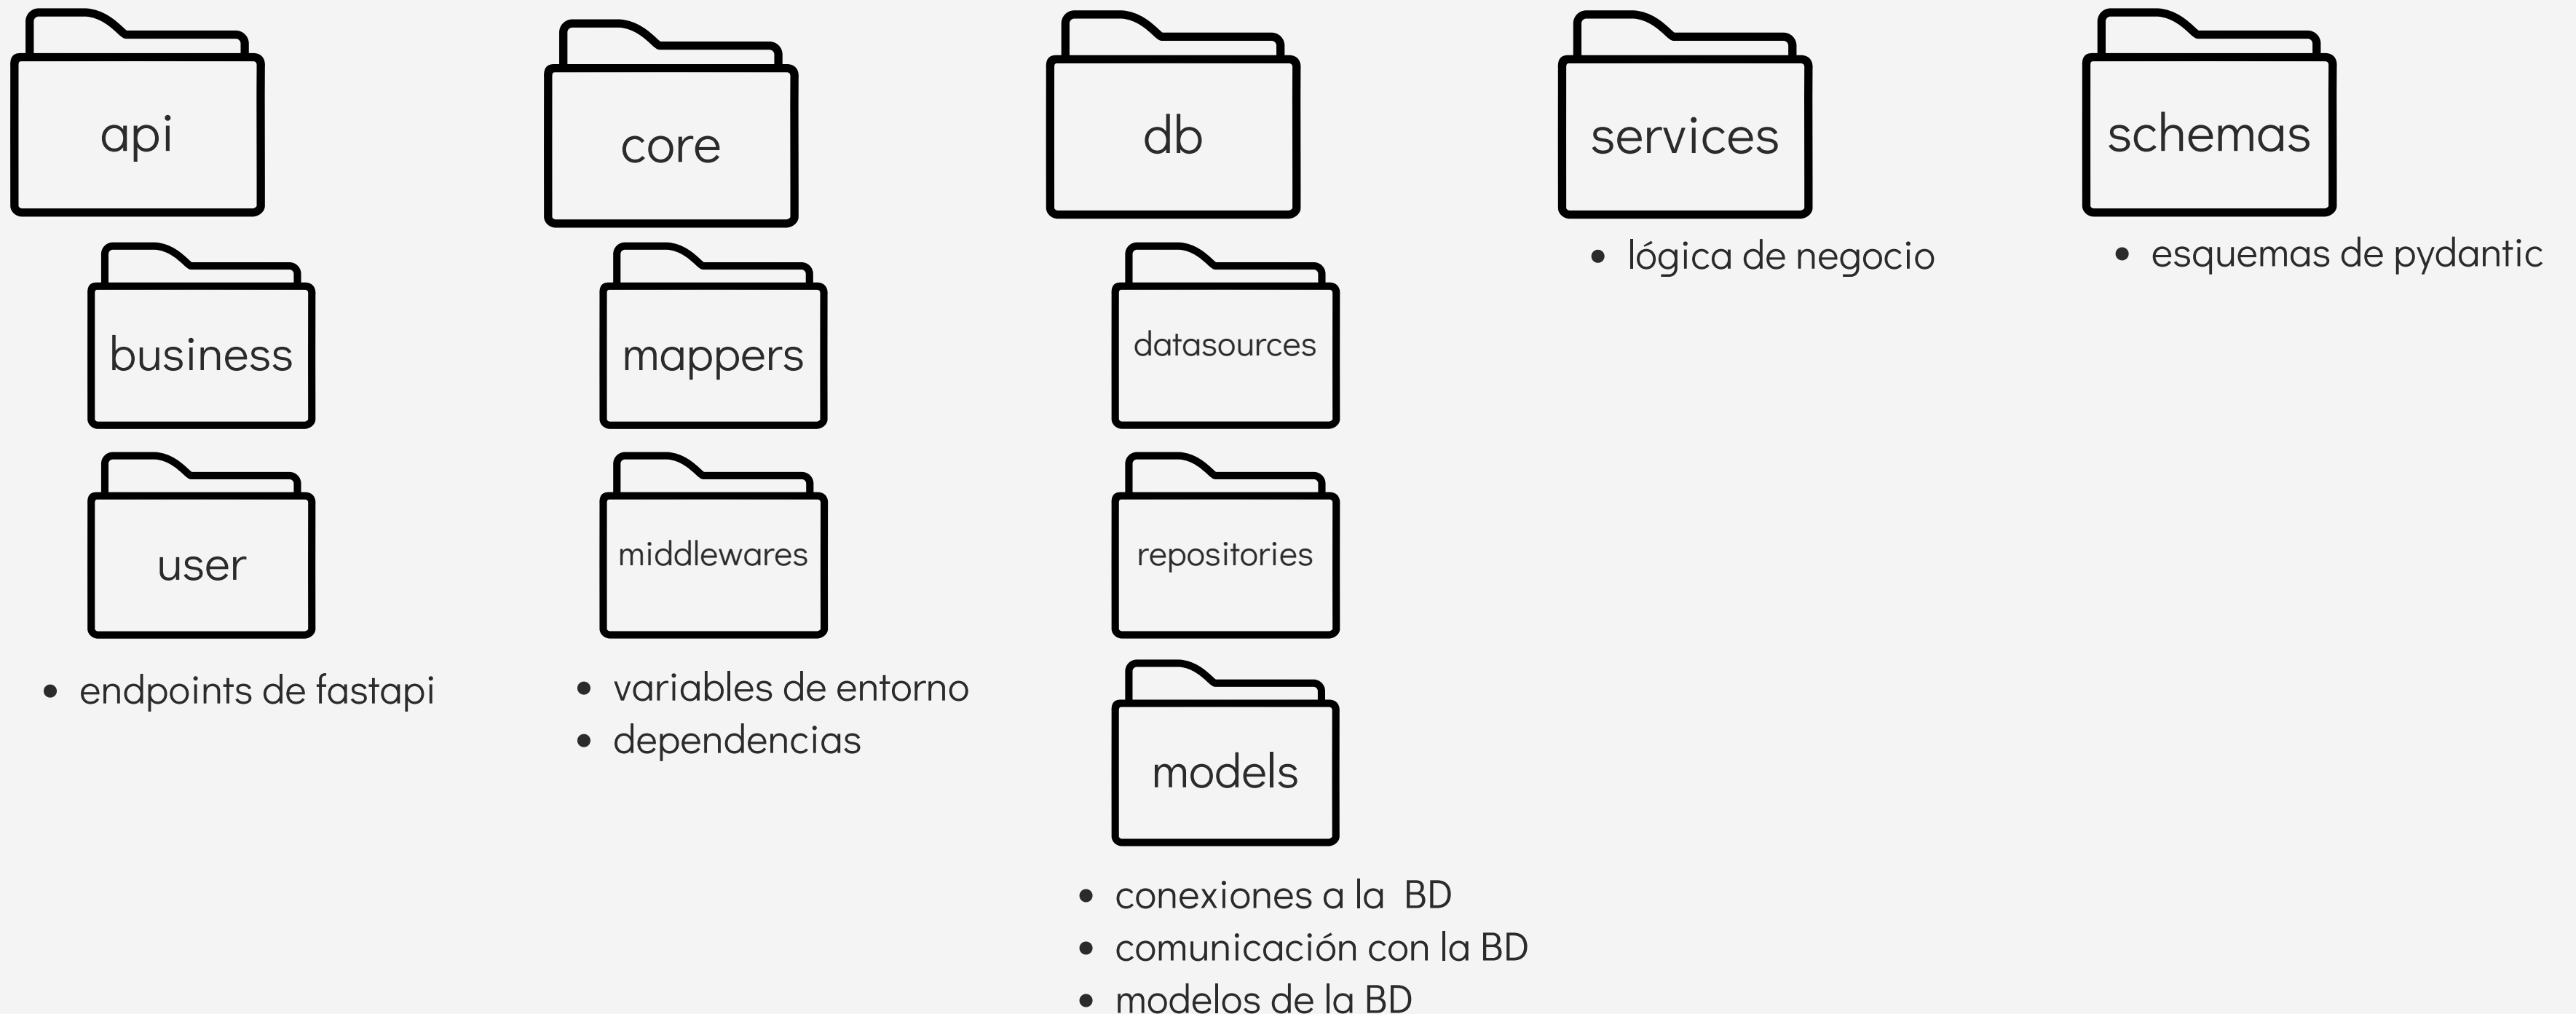 api
business
user
• endpoints de fastapi
core
mappers
middlewares
• variables de entorno
• dependencias
db
datasources
repositories
models
• conexiones a la BD
• comunicación con la BD
• modelos de la BD
services
• lógica de negocio
schemas
• esquemas de pydantic